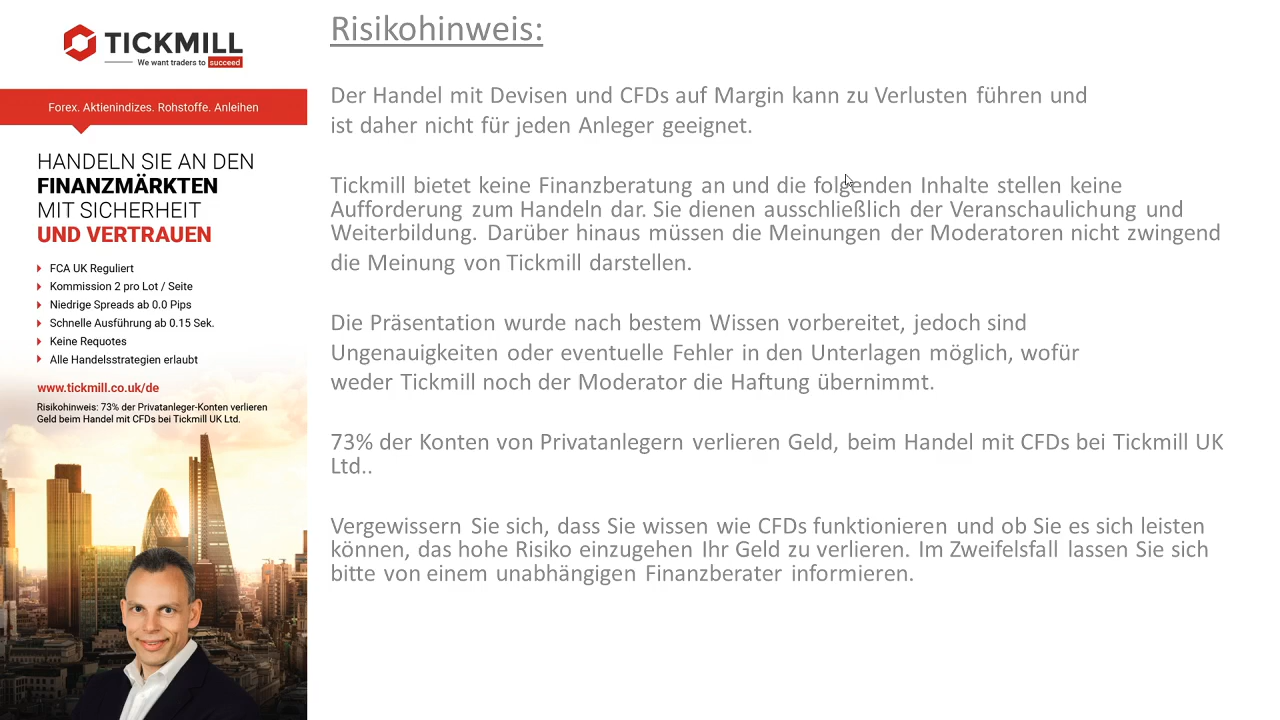 TICKMILL
We want traders to succeed
Forex. Aktienindizes. Rohstoffe. Anleihen
HANDELN SIE AN DEN
FINANZMÄRKTEN
MIT SICHERHEIT
UND VERTRAUEN
FCA UK Reguliert
Kommission 2 pro Lot / Seite
Niedrige Spreads ab 0.0 Pips
Schnelle Ausführung ab 0.15 Sek.
Keine Requotes
Alle Handelsstrategien erlaubt
www.tickmill.co.uk/de
Risikohinweis: 73% der Privatanleger-Konten verlieren
Geld beim Handel mit CFDs bei Tickmill UK Ltd.
Risikohinweis:
Der Handel mit Devisen und CFDs auf Margin kann zu Verlusten führen und
ist daher nicht für jeden Anleger geeignet.
Tickmill bietet keine Finanzberatung an und die folgenden Inhalte stellen keine
Aufforderung zum Handeln dar. Sie dienen ausschließlich der Veranschaulichung und
Weiterbildung. Darüber hinaus müssen die Meinungen der Moderatoren nicht zwingend
die Meinung von Tickmill darstellen.
Die Präsentation wurde nach bestem Wissen vorbereitet, jedoch sind
Ungenauigkeiten oder eventuelle Fehler in den Unterlagen möglich, wofür
weder Tickmill noch der Moderator die Haftung übernimmt.
73% der Konten von Privatanlegern verlieren Geld, beim Handel mit CFDs bei Tickmill UK
Ltd..
Vergewissern Sie sich, dass Sie wissen wie CFDs funktionieren und ob Sie es sich leisten
können, das hohe Risiko einzugehen Ihr Geld zu verlieren. Im Zweifelsfall lassen Sie sich
bitte von einem unabhängigen Finanzberater informieren.